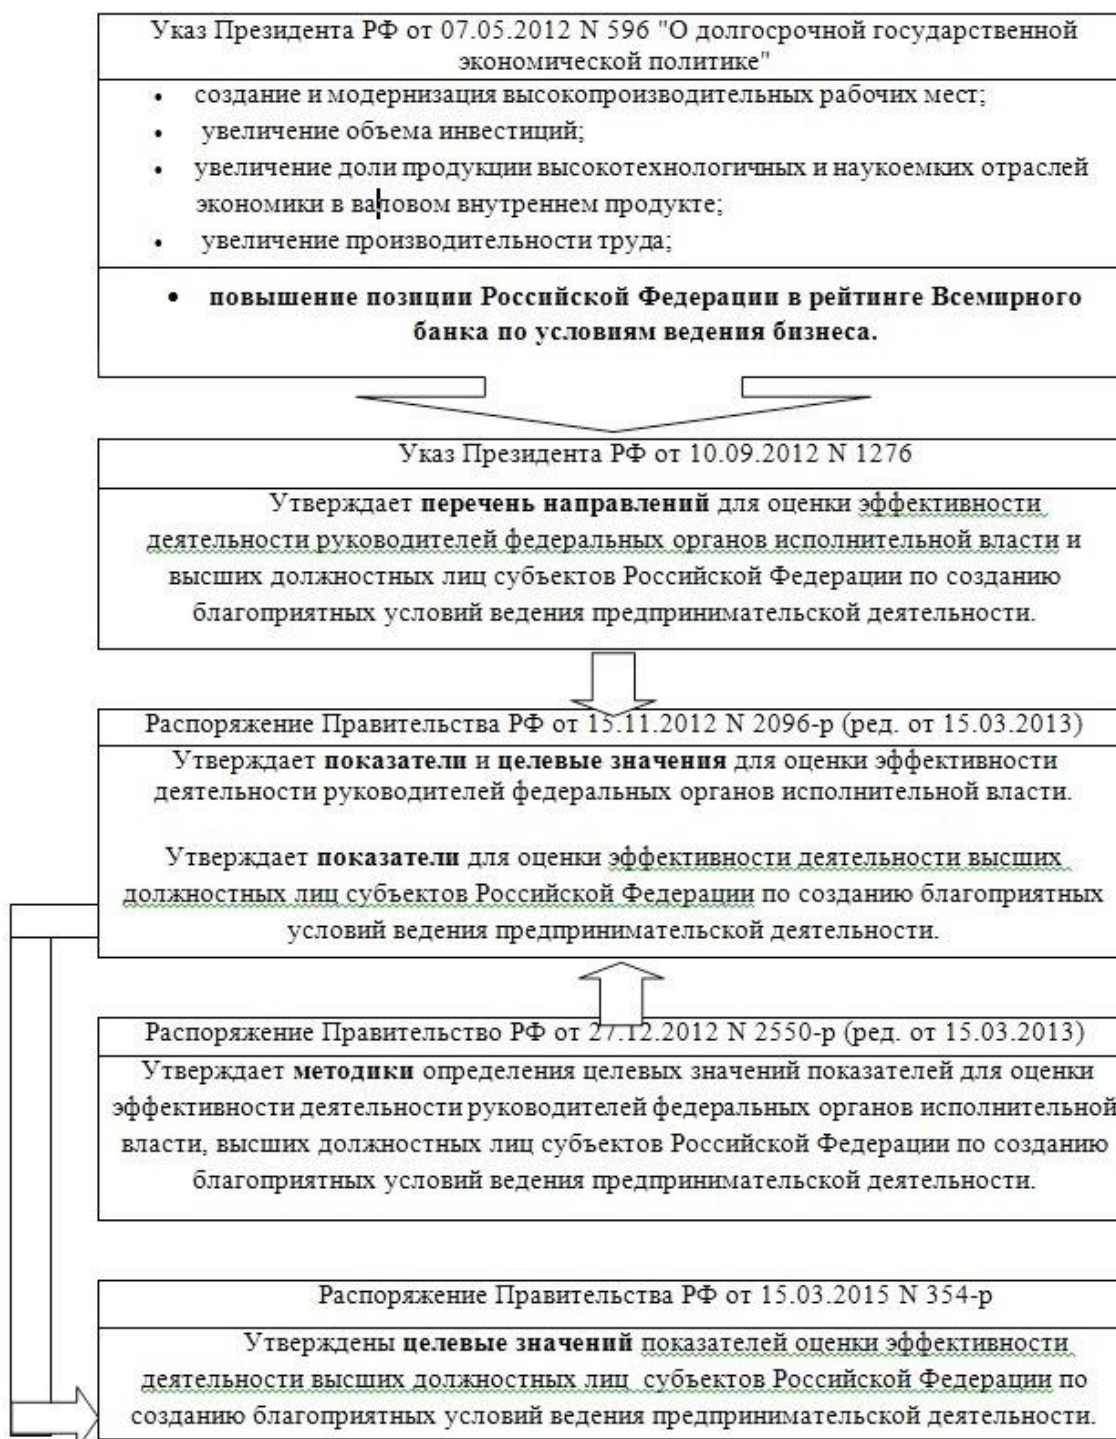 Указ Президента РФ от 07.05.2012 N 596 "О долгосрочной государственной
экономической политике"
• создание и модернизация высокопроизводительных рабочих мест;
• увеличение объема инвестиций;
• увеличение доли продукции высокотехнологичных и наукоемких отраслей
экономики в валовом внутреннем продукте;
• увеличение производительности труда;
• повышение позиции Российской Федерации в рейтинге Всемирного
банка по условиям ведения бизнеса.
Указ Президента РФ от 10.09.2012 N 1276
Утверждает перечень направлений для оценки эффективности
деятельности руководителей федеральных органов исполнительной власти и
высших должностных лиц субъектов Российской Федерации по созданию
благоприятных условий ведения предпринимательской деятельности.
Распоряжение Правительства РФ от 15.11.2012 N 2096-р (ред. от 15.03.2013)
Утверждает показатели и целевые значения для оценки эффективности
деятельности руководителей федеральных органов исполнительной власти.
Утверждает показатели для оценки эффективности деятельности высших
должностных лиц субъектов Российской Федерации по созданию благоприятных
условий ведения предпринимательской деятельности.
Распоряжение Правительство РФ от 27.12.2012 N 2550-р (ред. от 15.03.2013)
Утверждает методики определения целевых значений показателей для оценки
эффективности деятельности руководителей федеральных органов исполнительной
власти, высших должностных лиц субъектов Российской Федерации по созданию
благоприятных условий ведения предпринимательской деятельности.
Распоряжение Правительства РФ от 15.03.2015 N 354-р
Утверждены целевые значений показателей оценки эффективности
деятельности высших должностных лиц субъектов Российской Федерации по
созданию благоприятных условий ведения предпринимательской деятельности.